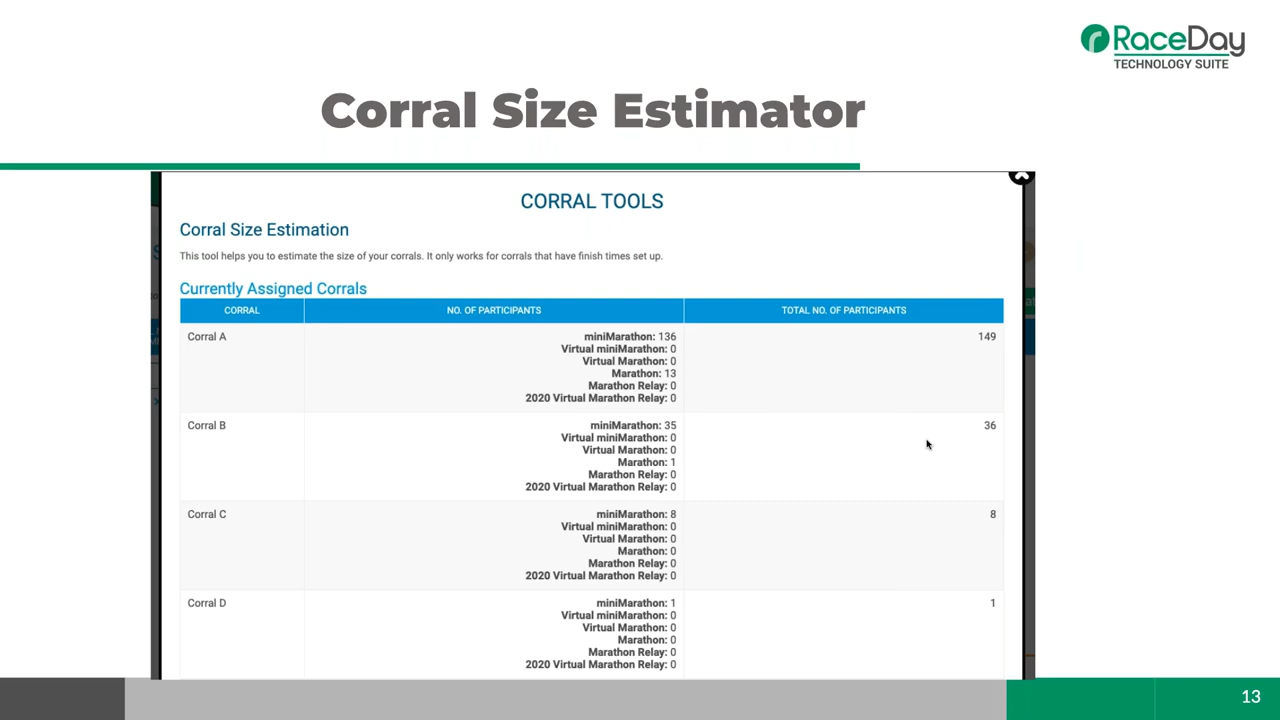 RaceDay
TECHNOLOGY SUITE
Corral Size Estimator
CORRAL TOOLS
Corral Size Estimation
This tool helps you to estimate the size of your corrals. It only works for corrals that have finish times set up.
Currently Assigned Corrals
CORRAL NO. OF PARTICIPANTS TOTAL NO. OF PARTICIPANTS
Corral A miniMarathon: 136 149
Virtual miniMarathon: 0
Virtual Marathon: 0
Marathon: 13
Marathon Relay: 0
2020 Virtual Marathon Relay: 0
Corral B miniMarathon: 35 36
Virtual miniMarathon: 0
Virtual Marathon: 0
Marathon: 1
Marathon Relay: 0
2020 Virtual Marathon Relay: 0
Corral C miniMarathon: 8 8
Virtual miniMarathon: 0
Virtual Marathon: 0
Marathon: 0
Marathon Relay: 0
2020 Virtual Marathon Relay: 0
Corral D miniMarathon: 1 1
Virtual miniMarathon: 0
Virtual Marathon: 0
Marathon: 0
Marathon Relay: 0
2020 Virtual Marathon Relay: 0
13